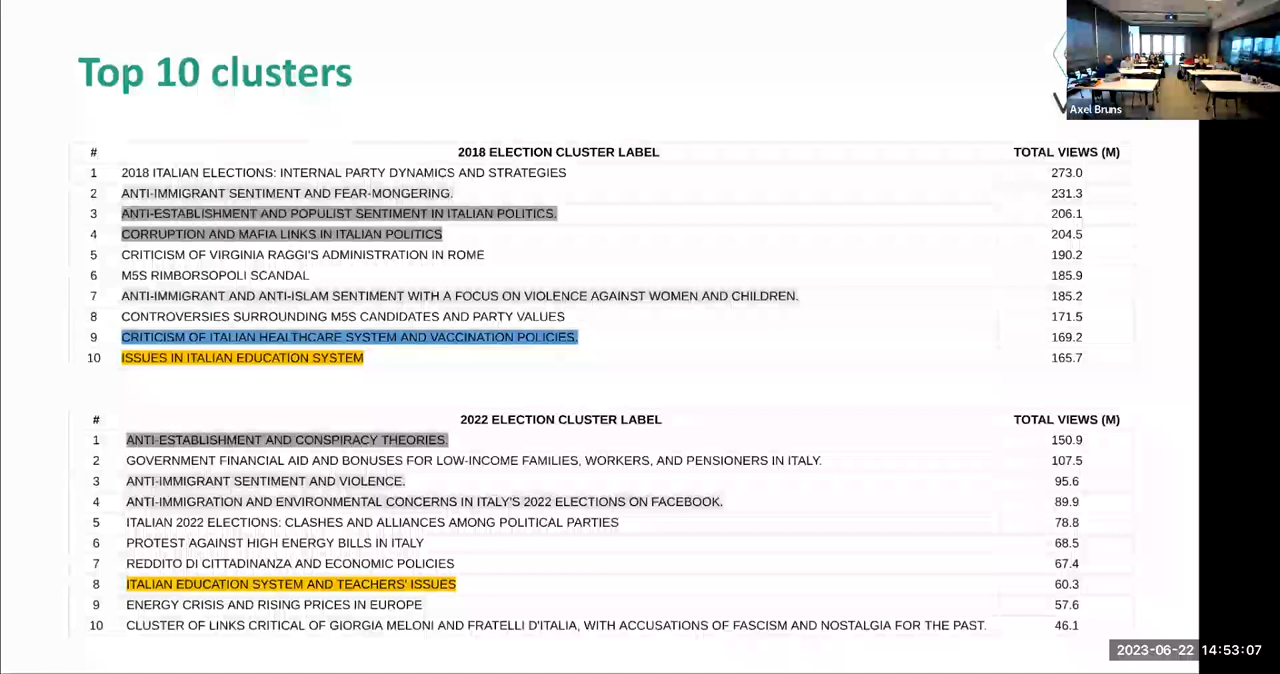 Top 10 clusters
Axel Bruns
# 2018 ELECTION CLUSTER LABEL TOTAL VIEWS (M)
1 2018 ITALIAN ELECTIONS: INTERNAL PARTY DYNAMICS AND STRATEGIES 273.0
2 ANTI-IMMIGRANT SENTIMENT AND FEAR-MONGERING. 231.3
3 ANTI-ESTABLISHMENT AND POPULIST SENTIMENT IN ITALIAN POLITICS. 206.1
4 CORRUPTION AND MAFIA LINKS IN ITALIAN POLITICS 204.5
5 CRITICISM OF VIRGINIA RAGGI'S ADMINISTRATION IN ROME 190.2
6 M5S RIMBORSOPOLI SCANDAL 185.9
7 ANTI-IMMIGRANT AND ANTI-ISLAM SENTIMENT WITH A FOCUS ON VIOLENCE AGAINST WOMEN AND CHILDREN. 185.2
8 CONTROVERSIES SURROUNDING M5S CANDIDATES AND PARTY VALUES 171.5
9 CRITICISM OF ITALIAN HEALTHCARE SYSTEM AND VACCINATION POLICIES. 169.2
10 ISSUES IN ITALIAN EDUCATION SYSTEM 165.7
# 2022 ELECTION CLUSTER LABEL TOTAL VIEWS (M)
1 ANTI-ESTABLISHMENT AND CONSPIRACY THEORIES. 150.9
2 GOVERNMENT FINANCIAL AID AND BONUSES FOR LOW-INCOME FAMILIES, WORKERS, AND PENSIONERS IN ITALY. 107.5
3 ANTI-IMMIGRANT SENTIMENT AND VIOLENCE. 95.6
4 ANTI-IMMIGRATION AND ENVIRONMENTAL CONCERNS IN ITALY'S 2022 ELECTIONS ON FACEBOOK. 89.9
5 ITALIAN 2022 ELECTIONS: CLASHES AND ALLIANCES AMONG POLITICAL PARTIES 78.8
6 PROTEST AGAINST HIGH ENERGY BILLS IN ITALY 68.5
7 REDDITO DI CITTADINANZA AND ECONOMIC POLICIES 67.4
8 ITALIAN EDUCATION SYSTEM AND TEACHERS' ISSUES 60.3
9 ENERGY CRISIS AND RISING PRICES IN EUROPE 57.6
10 CLUSTER OF LINKS CRITICAL OF GIORGIA MELONI AND FRATELLI D'ITALIA, WITH ACCUSATIONS OF FASCISM AND NOSTALGIA FOR THE PAST. 46.1
2023-06-22 14:53:07